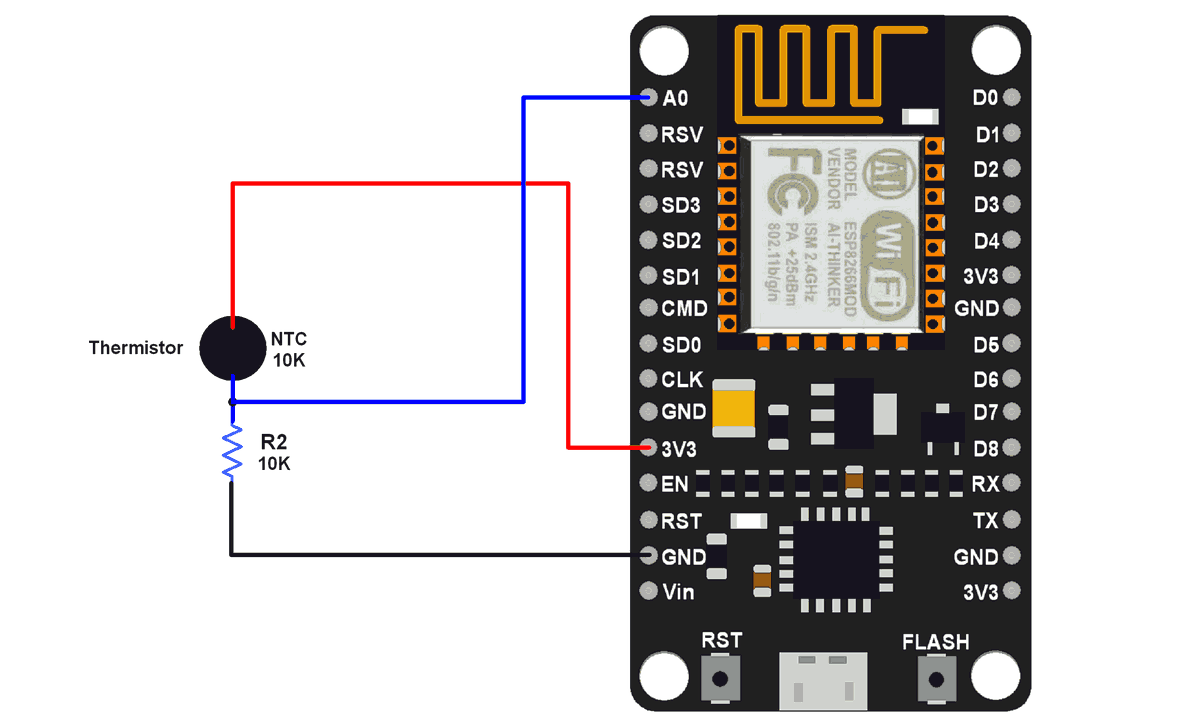 Thermistor
NTC
10K
R2
10K
A0
RSV
RSV
SD3
SD2
SD1
CMD
SD0
CLK
GND
3V3
EN
RST
GND
Vin
MODEL
VENDOR
ESP8266MOD
AI-THINKER
ISM 2.4GHz
PA +25dBm
802.11b/g/n
FC
AI
Wi Fi
D0
D1
D2
D3
D4
3V3
GND
D5
D6
D7
D8
RX
TX
GND
3V3
RST
FLASH